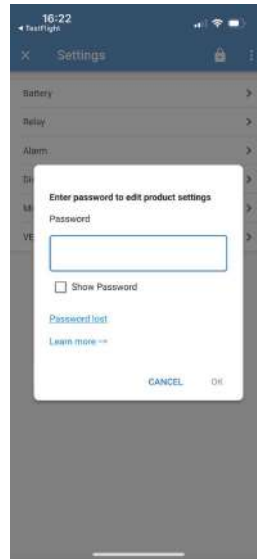 16:22
◀ TestFlight
× Settings
Battery >
Relay >
Alarm >
>
>
VE >
Enter password to edit product settings
Password
Show Password
Password lost
Learn more →
CANCEL OK